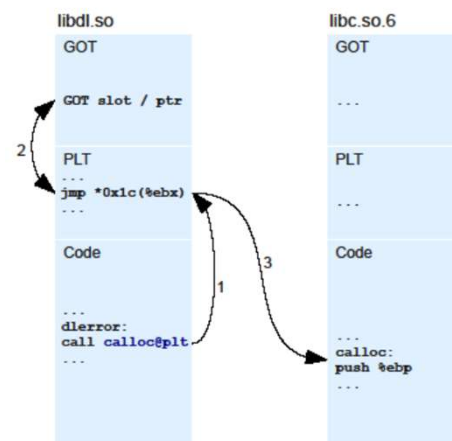 libdl.so
GOT
GOT slot / ptr
2
PLT
...
jmp *0x1c(%ebx)
...
Code
...
dlerror:
call calloc@plt
...
1
3
libc.so.6
GOT
...
PLT
...
Code
...
calloc:
push %ebp
...